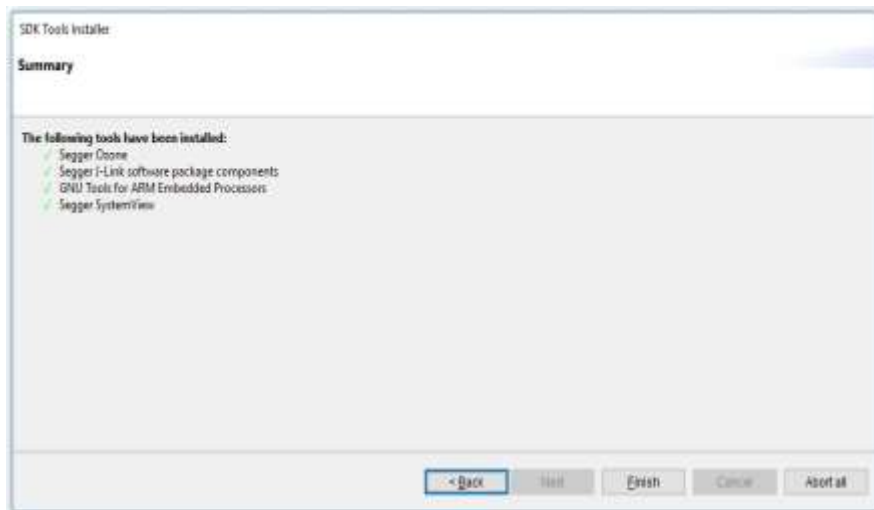 SDK Tools Installer
Summary
The following tools have been installed:
Segger Ozone
Segger J-Link software package components
GNU Tools for ARM Embedded Processors
Segger SystemView
< Back Next Finish Cancel Abort all